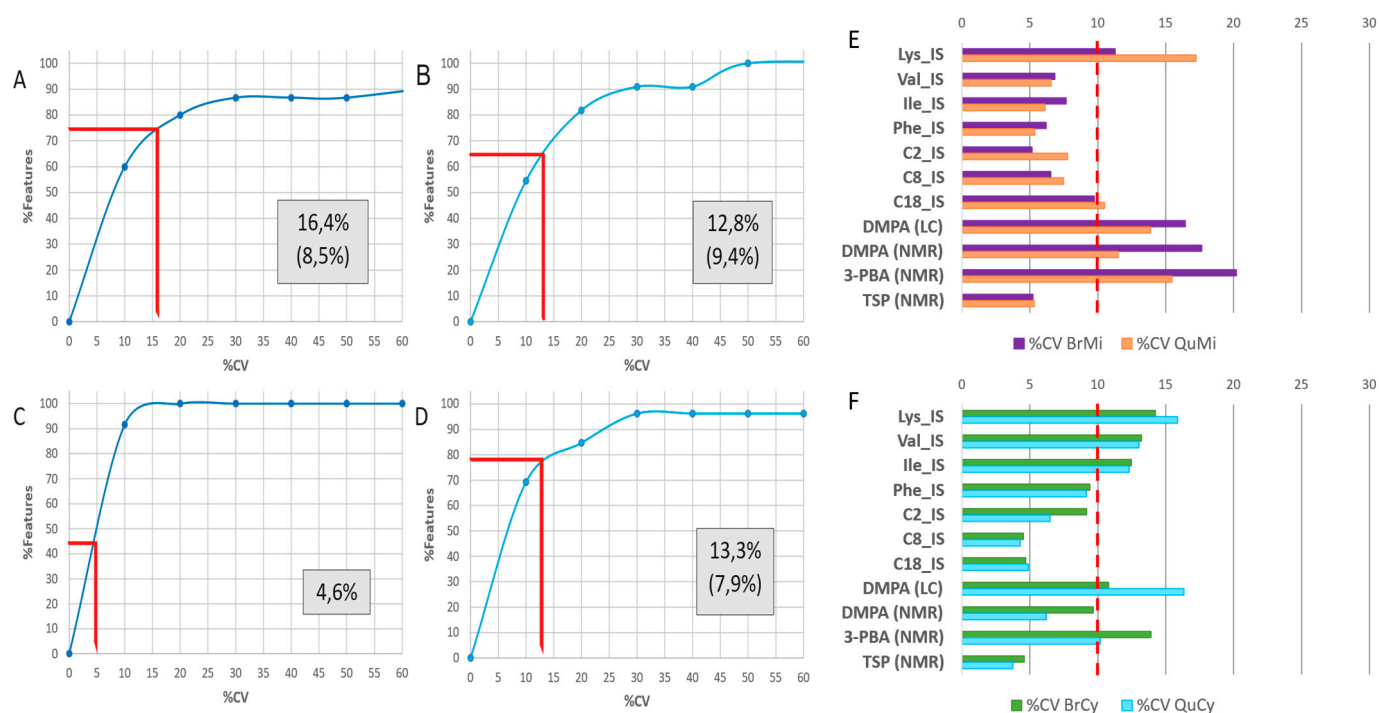 A
%Features
100
90
80
70
60
50
40
30
20
10
0
0 5 10 15 20 25 30 35 40 45 50 55 60
%CV
16,4%
(8,5%)
B
%Features
100
90
80
70
60
50
40
30
20
10
0
0 5 10 15 20 25 30 35 40 45 50 55 60
%CV
12,8%
(9,4%)
C
%Features
100
90
80
70
60
50
40
30
20
10
0
0 5 10 15 20 25 30 35 40 45 50 55 60
%CV
4,6%
D
%Features
100
90
80
70
60
50
40
30
20
10
0
0 5 10 15 20 25 30 35 40 45 50 55 60
%CV
13,3%
(7,9%)
E
0 5 10 15 20 25 30
Lys_IS
Val_IS
Ile_IS
Phe_IS
C2_IS
C8_IS
C18_IS
DMPA (LC)
DMPA (NMR)
3-PBA (NMR)
TSP (NMR)
%CV BrMi %CV QuMi
F
0 5 10 15 20 25 30
Lys_IS
Val_IS
Ile_IS
Phe_IS
C2_IS
C8_IS
C18_IS
DMPA (LC)
DMPA (NMR)
3-PBA (NMR)
TSP (NMR)
%CV BrCy %CV QuCy